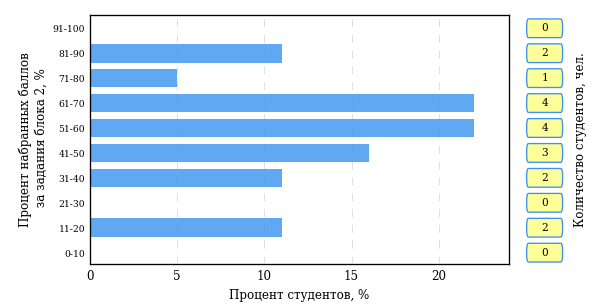 Процент набранных баллов
за задания блока 2, %
91-100 0
81-90 2
71-80 1
61-70 4
51-60 4
41-50 3
31-40 2
21-30 0
11-20 2
0-10 0
Количество студентов, чел.
0 5 10 15 20
Процент студентов, %